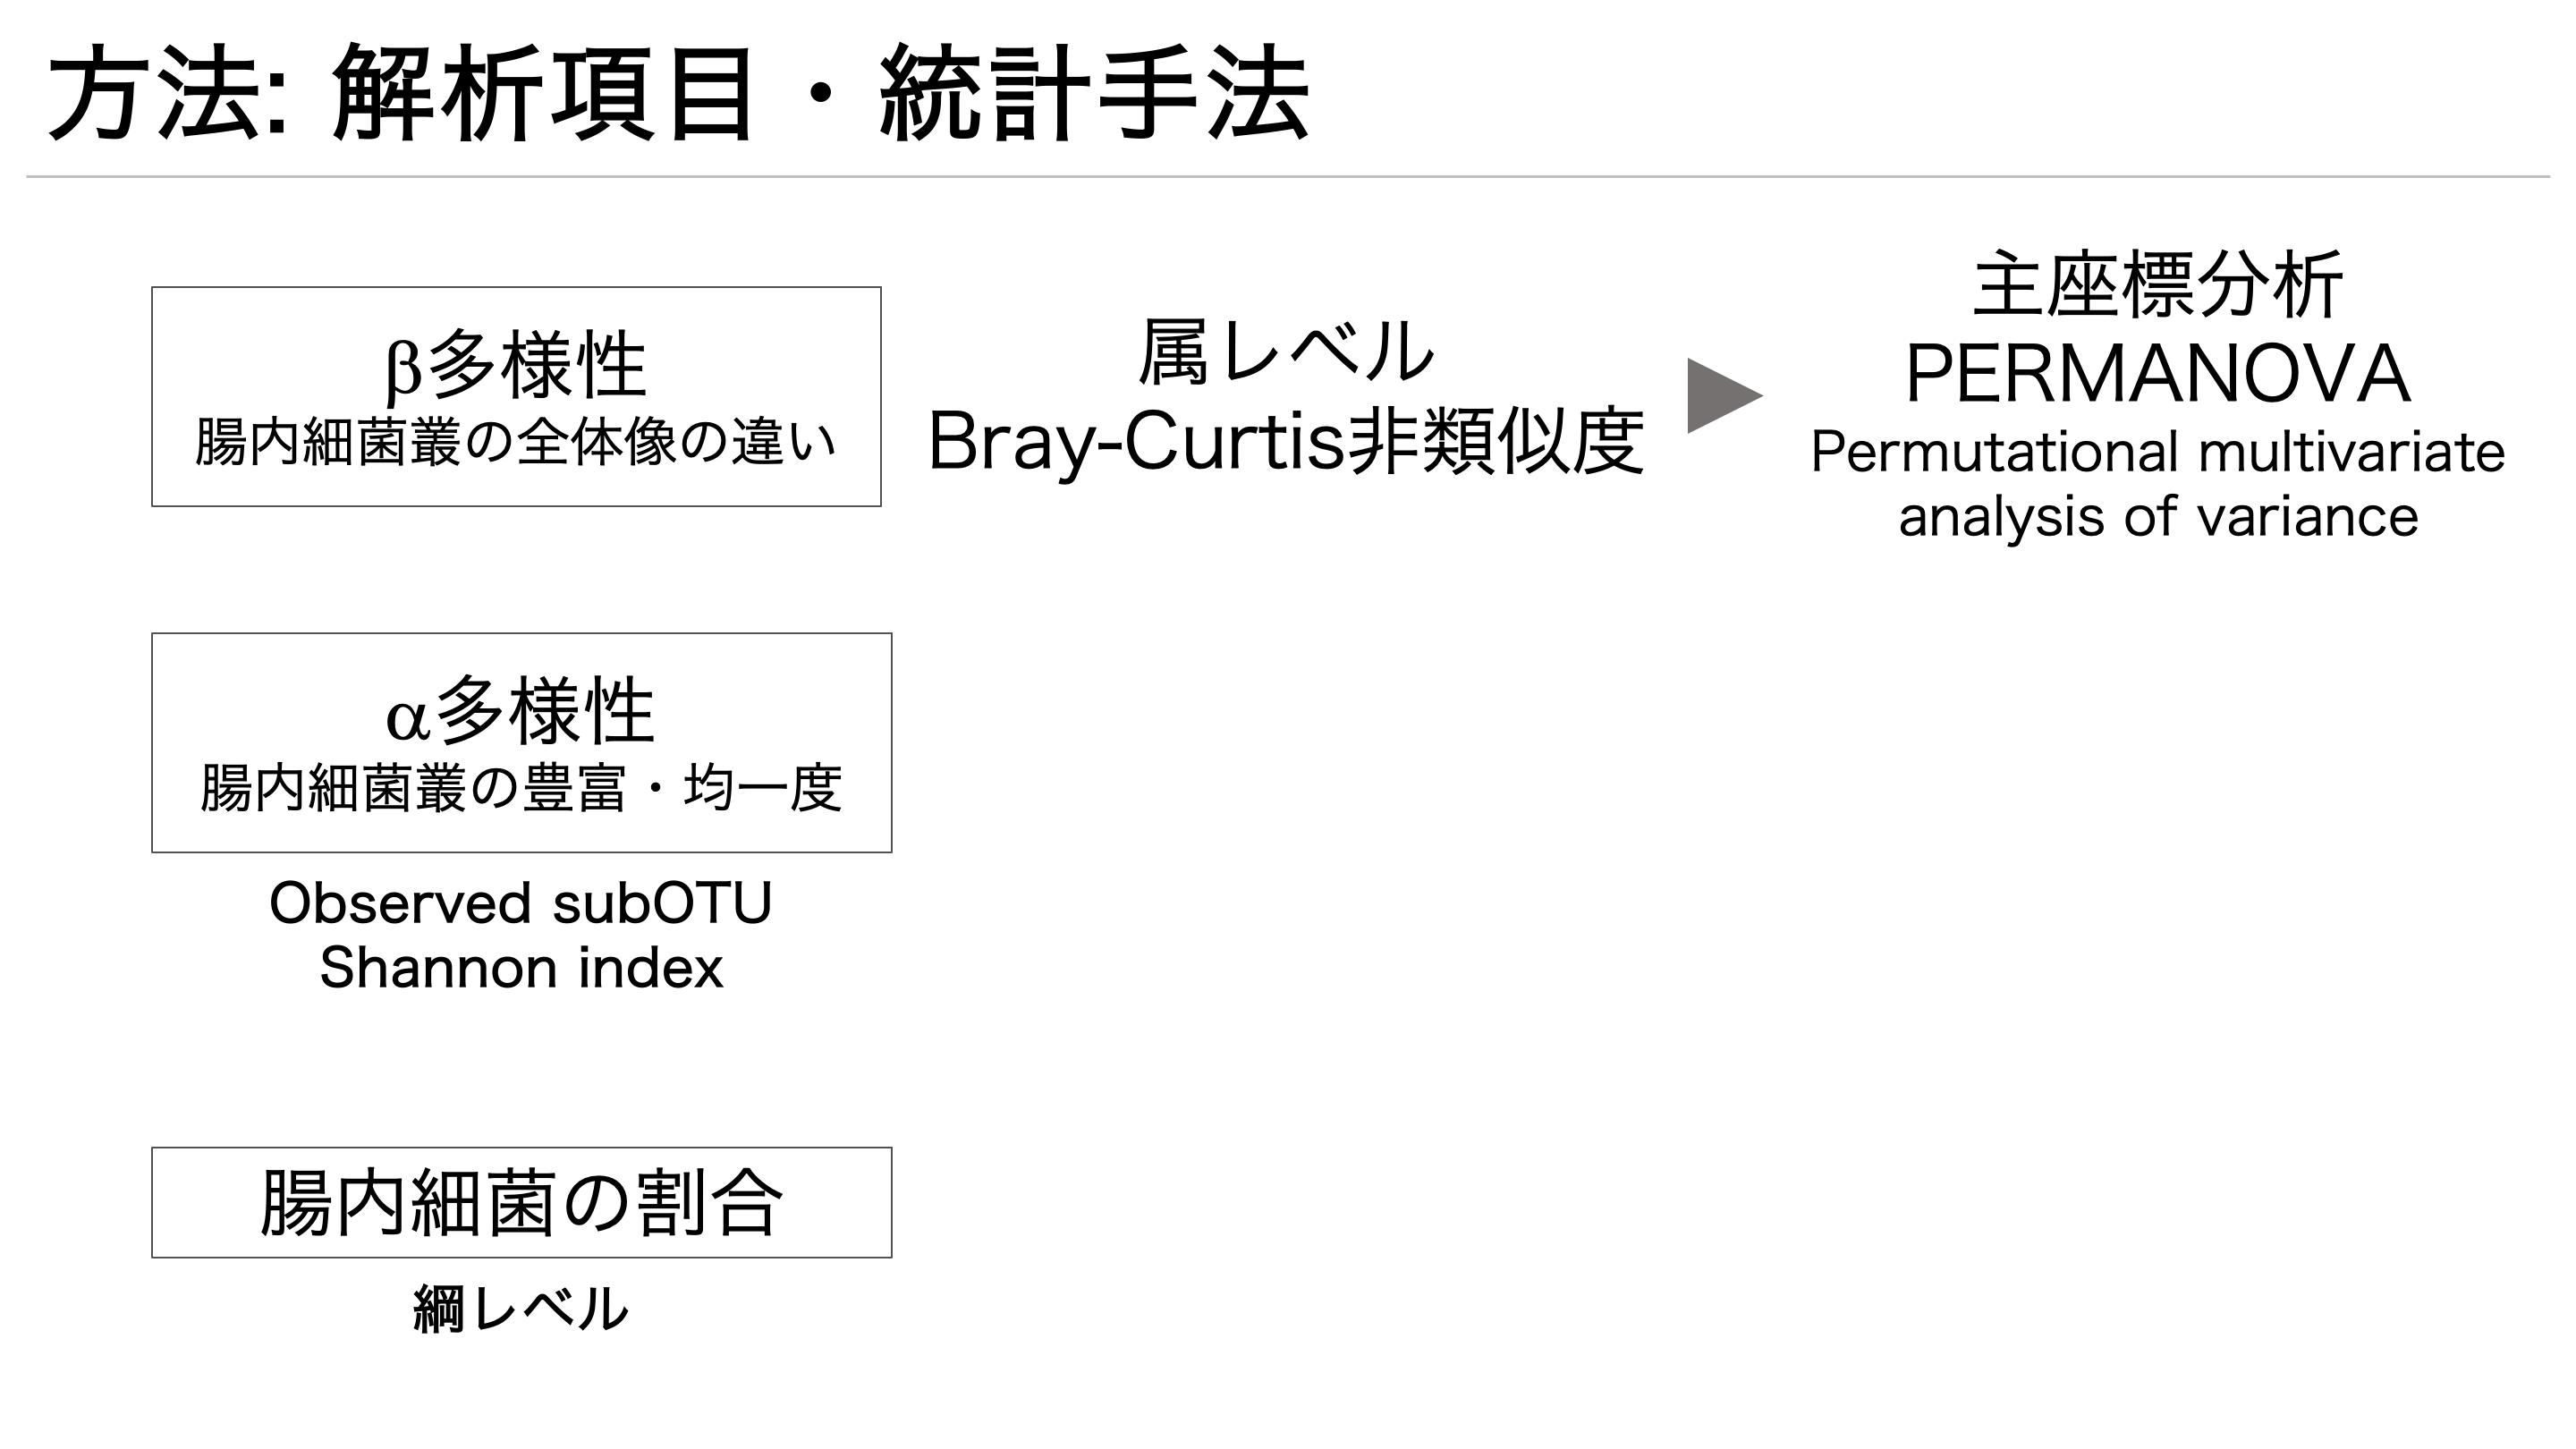 方法: 解析項目・統計手法
β多様性
腸内細菌叢の全体像の違い
属レベル
Bray-Curtis非類似度
主座標分析
PERMANOVA
Permutational multivariate
analysis of variance
α多様性
腸内細菌叢の豊富・均一度
Observed subOTU
Shannon index
腸内細菌の割合
綱レベル